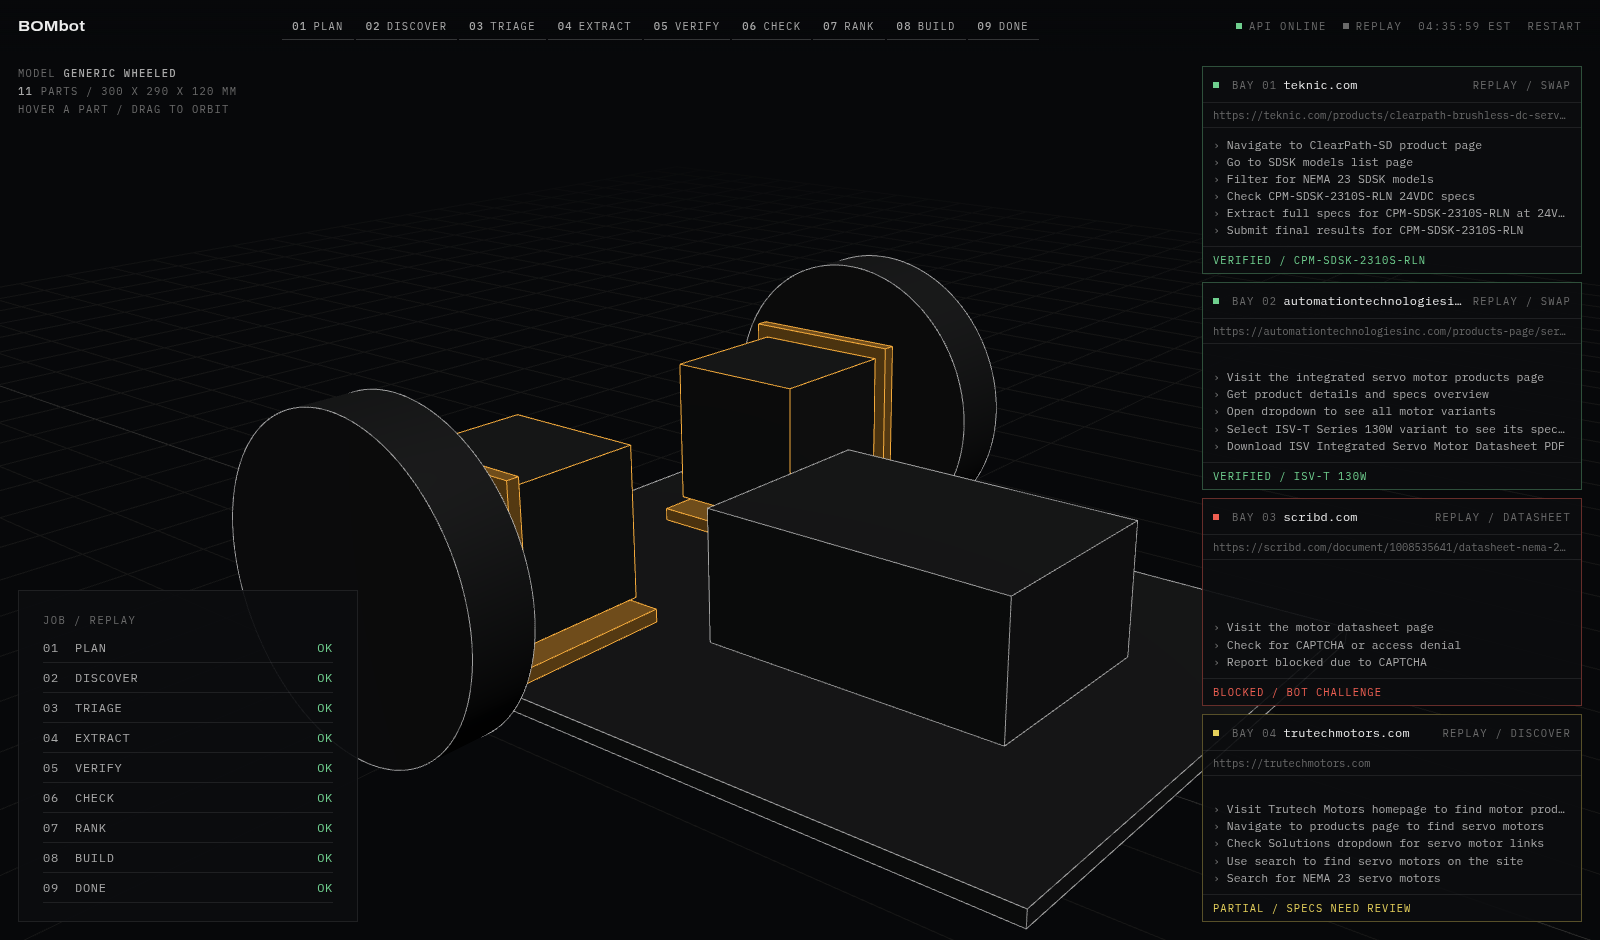 BOMbot
01 PLAN 02 DISCOVER 03 TRIAGE 04 EXTRACT 05 VERIFY 06 CHECK 07 RANK 08 BUILD 09 DONE
API ONLINE REPLAY 04:35:59 EST RESTART
MODEL GENERIC WHEELED
11 PARTS / 300 X 290 X 120 MM
HOVER A PART / DRAG TO ORBIT
JOB / REPLAY
01 PLAN OK
02 DISCOVER OK
03 TRIAGE OK
04 EXTRACT OK
05 VERIFY OK
06 CHECK OK
07 RANK OK
08 BUILD OK
09 DONE OK
BAY 01 teknic.com REPLAY / SWAP
https://teknic.com/products/clearpath-brushless-dc-serv…
› Navigate to ClearPath-SD product page
› Go to SDSK models list page
› Filter for NEMA 23 SDSK models
› Check CPM-SDSK-2310S-RLN 24VDC specs
› Extract full specs for CPM-SDSK-2310S-RLN at 24V…
› Submit final results for CPM-SDSK-2310S-RLN
VERIFIED / CPM-SDSK-2310S-RLN
BAY 02 automationtechnologiesi… REPLAY / SWAP
https://automationtechnologiesinc.com/products-page/ser…
› Visit the integrated servo motor products page
› Get product details and specs overview
› Open dropdown to see all motor variants
› Select ISV-T Series 130W variant to see its spec…
› Download ISV Integrated Servo Motor Datasheet PDF
VERIFIED / ISV-T 130W
BAY 03 scribd.com REPLAY / DATASHEET
https://scribd.com/document/1008535641/datasheet-nema-2…
› Visit the motor datasheet page
› Check for CAPTCHA or access denial
› Report blocked due to CAPTCHA
BLOCKED / BOT CHALLENGE
BAY 04 trutechmotors.com REPLAY / DISCOVER
https://trutechmotors.com
› Visit Trutech Motors homepage to find motor prod…
› Navigate to products page to find servo motors
› Check Solutions dropdown for servo motor links
› Use search to find servo motors on the site
› Search for NEMA 23 servo motors
PARTIAL / SPECS NEED REVIEW